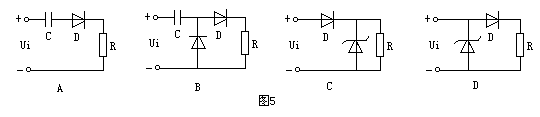 + C D Ui R −
A
+ C D Ui R −
B
+ D Ui R −
C
+ D Ui R −
D
图5